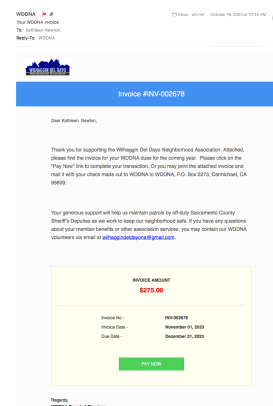 WDDNA
Inbox - att.net October 16, 2023 at 10:40 AM
Your WDDNA Invoice
To: Kathleen Newton,
Reply-To: WDDNA
WILHAGGIN DEL DAYO
Invoice #INV-002678
Dear Kathleen Newton,
Thank you for supporting the Wilhaggin Del Dayo Neighborhood Association. Attached,
please find the invoice for your WDDNA dues for the coming year. Please click on the
"Pay Now" link to complete your transaction. Or you may print the attached invoice and
mail it with your check made out to WDDNA to WDDNA, P.O. Box 2273, Carmichael, CA
95609.
Your generous support will help us maintain patrols by off-duty Sacramento County
Sheriff's Deputies as we work to keep our neighborhood safe. If you have any questions
about your member benefits or other association services, you may contact our WDDNA
volunteers via email at wilhaggindeldayona@gmail.com.
INVOICE AMOUNT
$275.00
Invoice No - INV-002678
Invoice Date - November 01, 2023
Due Date - December 31, 2023
PAY NOW
Regards,